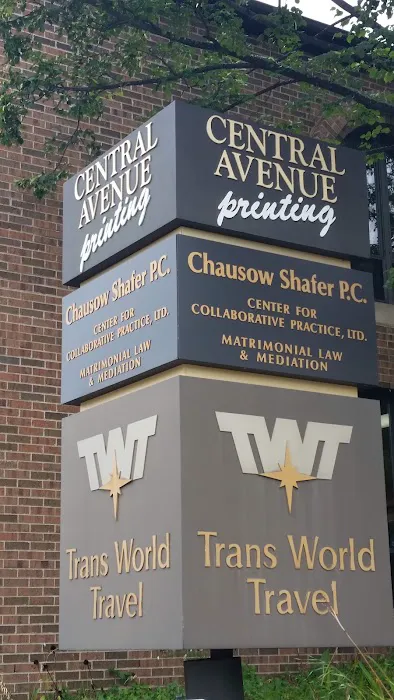 CENTRAL
AVENUE
printing
Chausow Shafer P.C.
CENTER FOR
COLLABORATIVE PRACTICE, LTD.
MATRIMONIAL LAW
& MEDIATION
TWT
Trans World
Travel
CENTRAL
AVENUE
printing
Chausow Shafer P.C.
CENTER FOR
COLLABORATIVE PRACTICE, LTD.
MATRIMONIAL LAW
& MEDIATION
TWT
Trans World
Travel